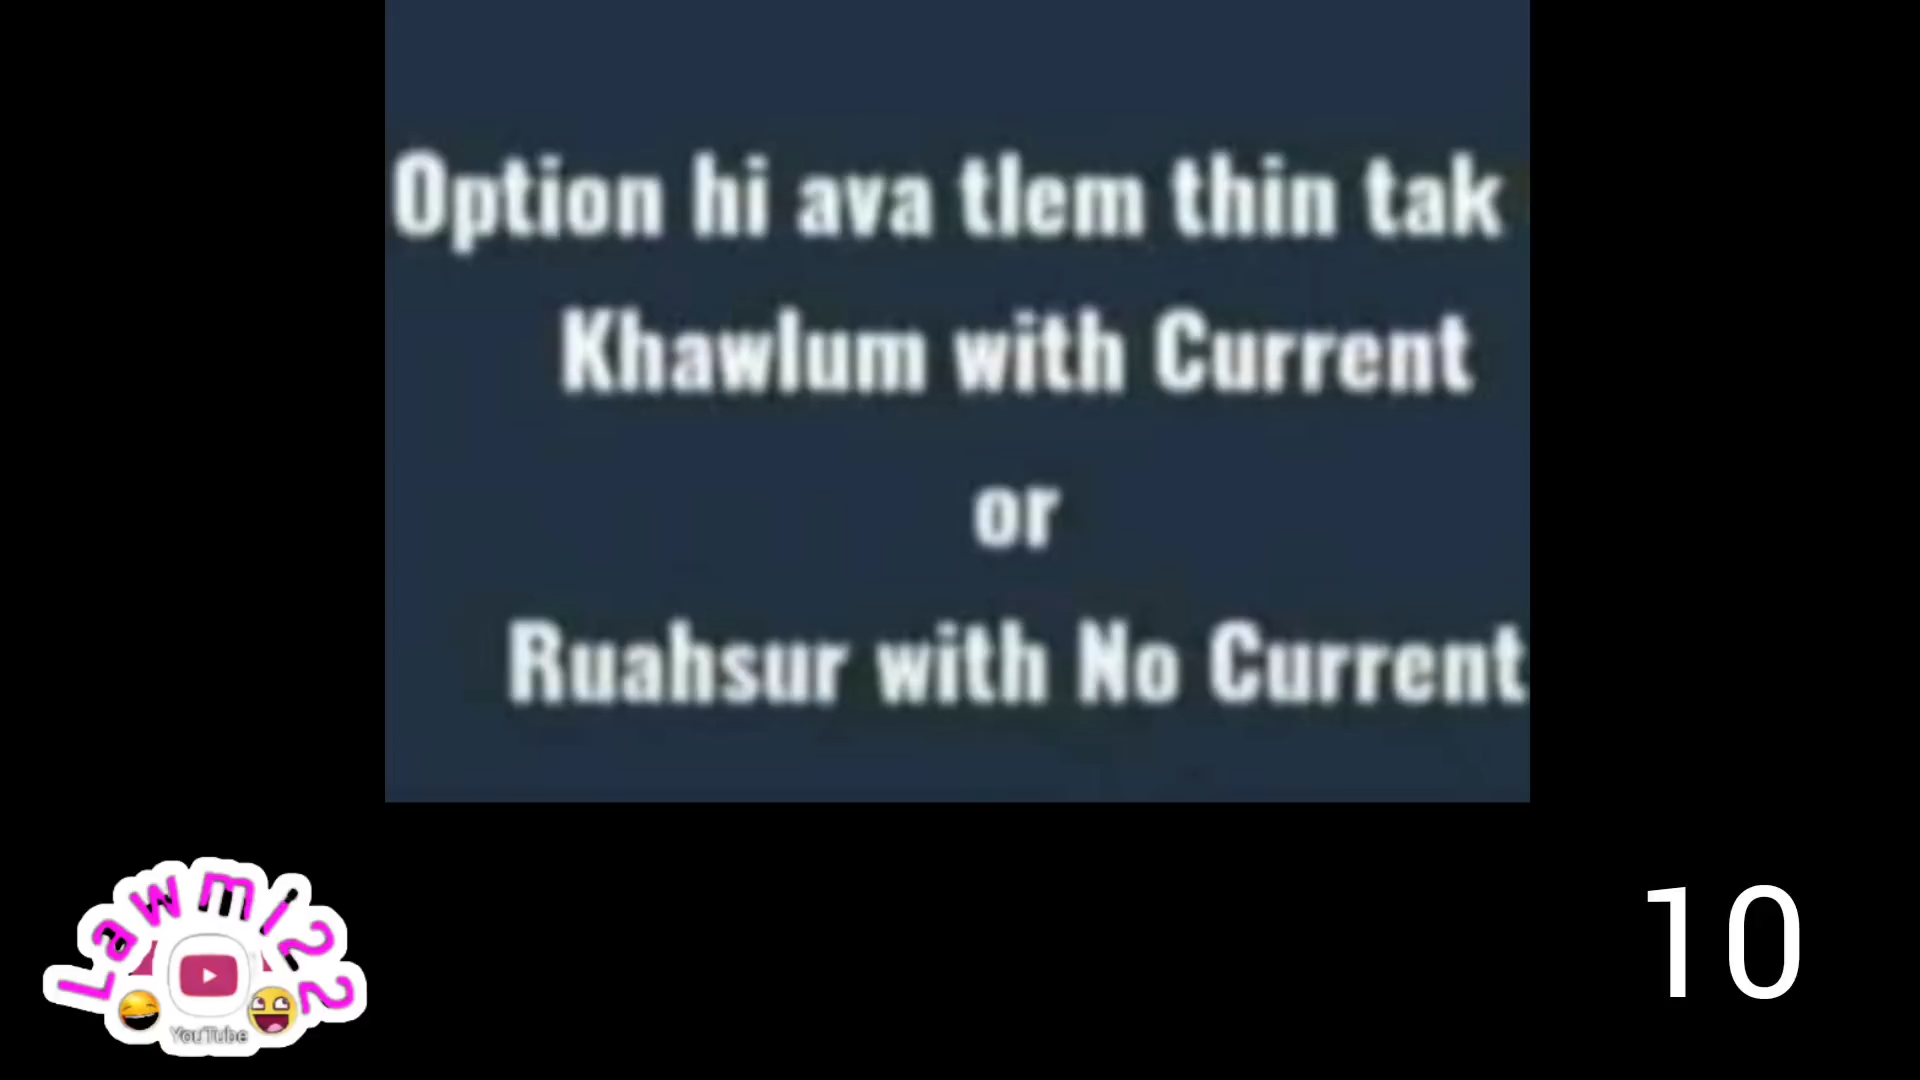 Option hi ava tlem thin tak
Khawlum with Current
or
Ruahsur with No Current
Lawmi22
YouTube
10